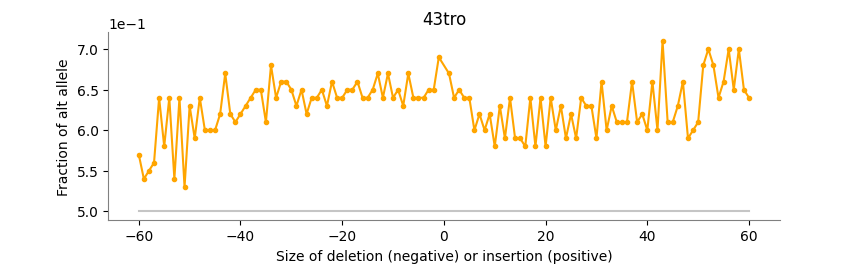 43tro
1e−1
7.0
6.5
6.0
5.5
5.0
Fraction of alt allele
−60 −40 −20 0 20 40 60
Size of deletion (negative) or insertion (positive)